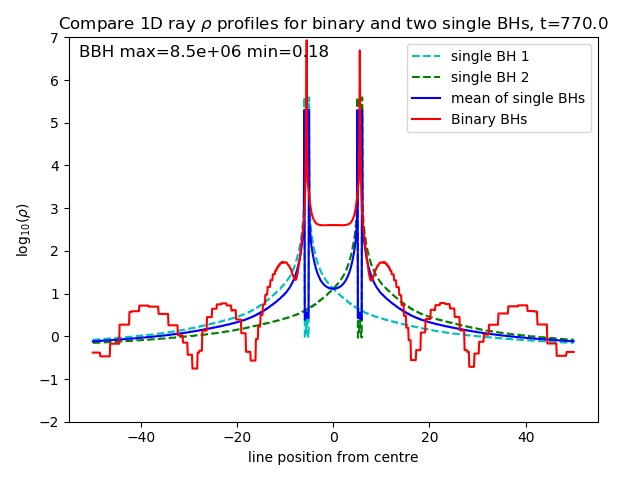 Compare 1D ray ρ profiles for binary and two single BHs, t=770.0
BBH max=8.5e+06 min=0.18
single BH 1
single BH 2
mean of single BHs
Binary BHs
7
6
5
4
3
2
1
0
−1
−2
log₁₀(ρ)
−40 −20 0 20 40
line position from centre